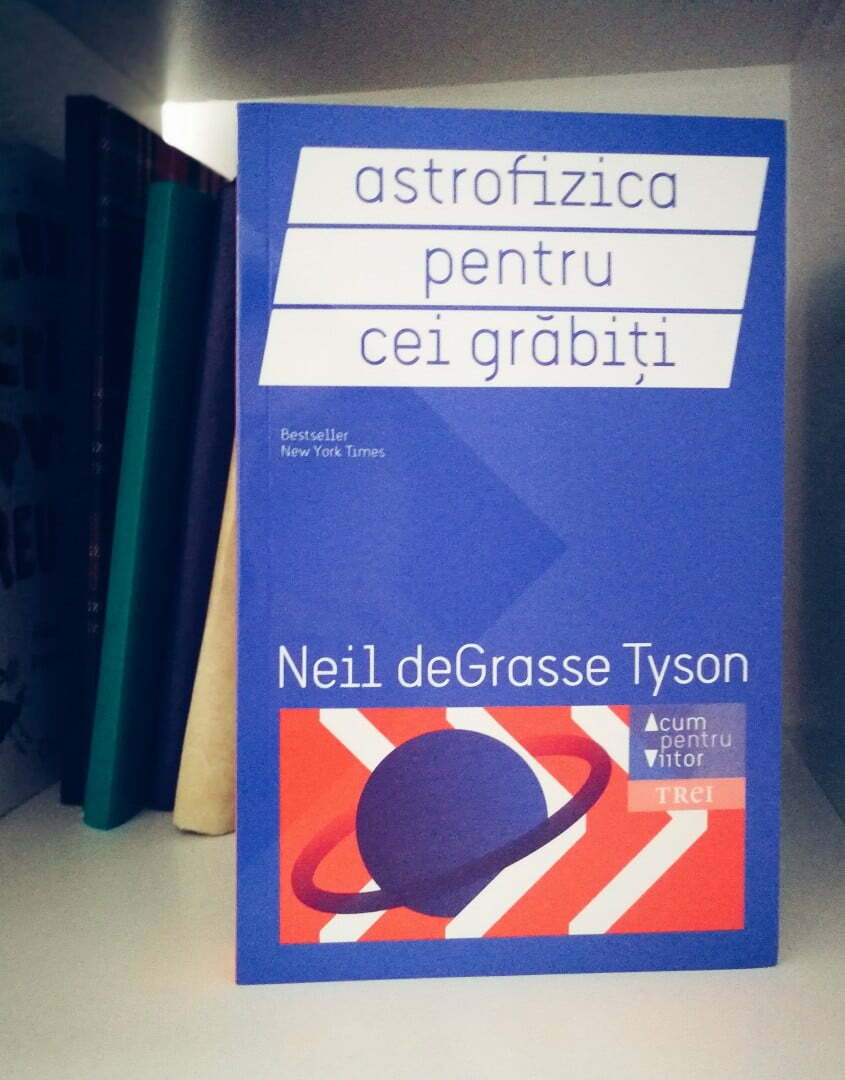 astrofizica
pentru
cei grăbiți
Bestseller
New York Times
Neil deGrasse Tyson
Acum
pentru
Viitor
TREI